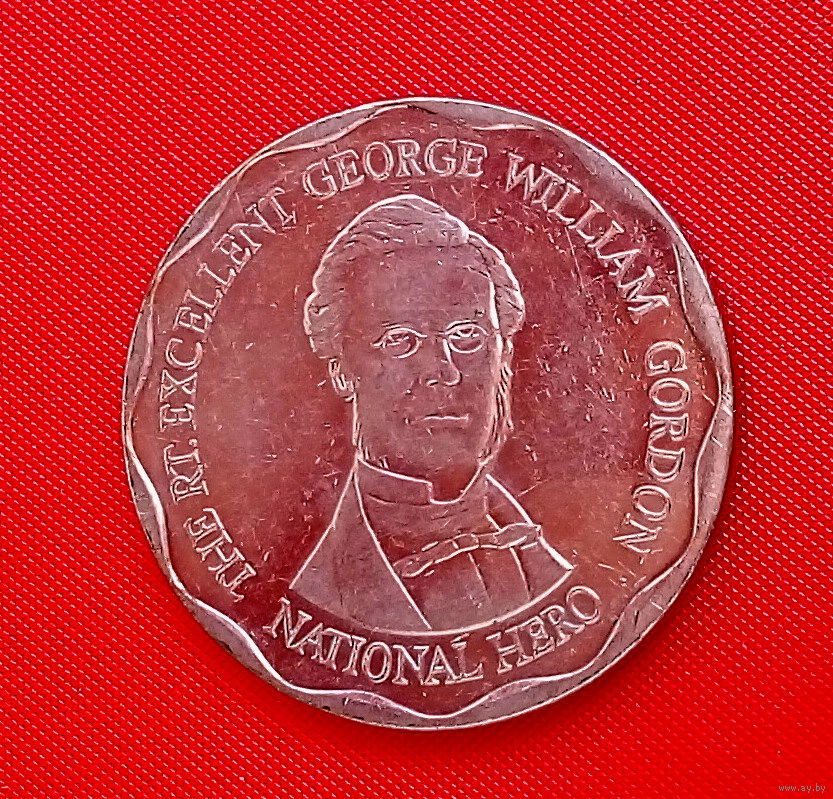 THE RT. EXCELLENT GEORGE WILLIAM GORDON
NATIONAL HERO
www.ay.by